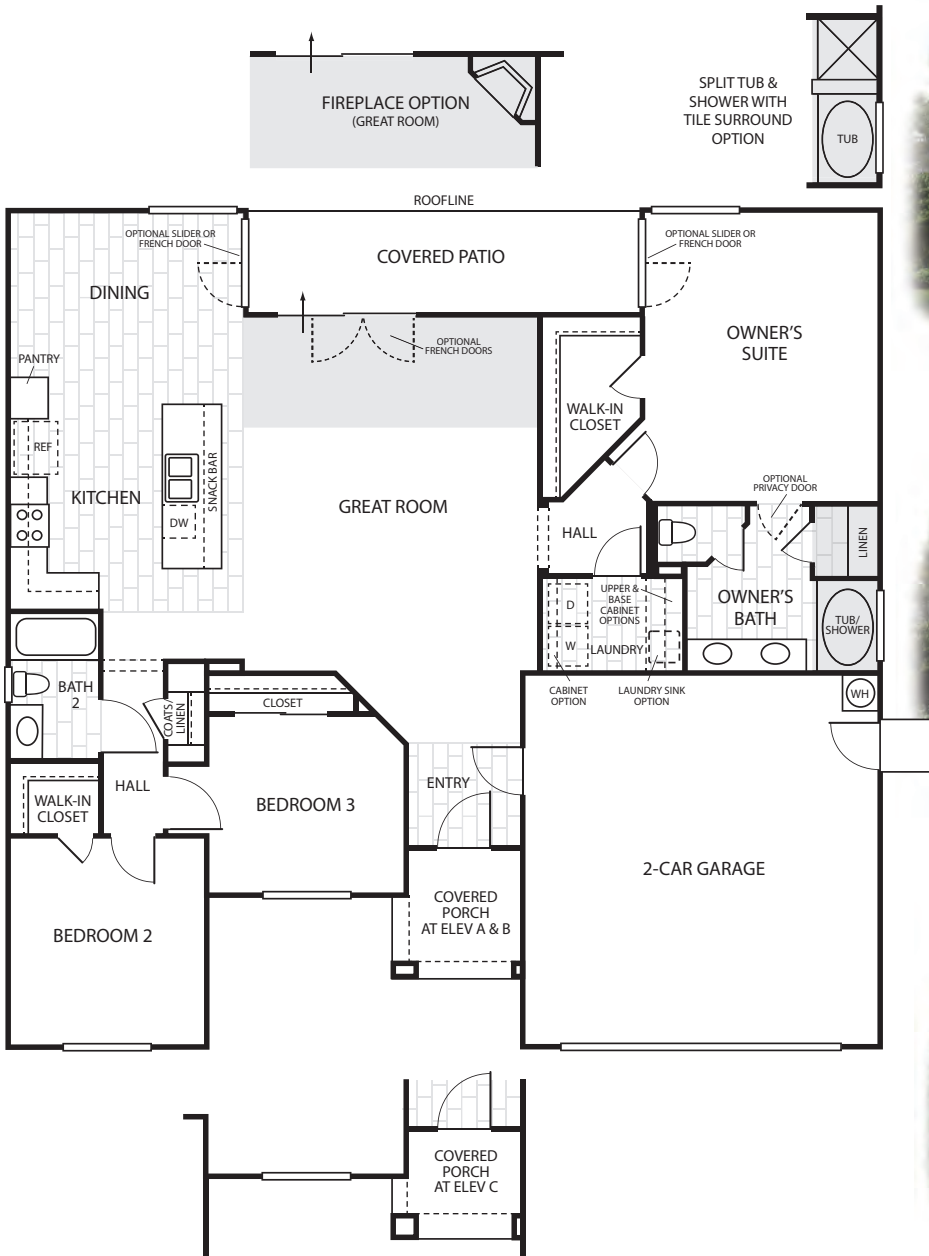 FIREPLACE OPTION
(GREAT ROOM)
SPLIT TUB &
SHOWER WITH
TILE SURROUND
OPTION
TUB
ROOFLINE
OPTIONAL SLIDER OR
FRENCH DOOR
COVERED PATIO
OPTIONAL SLIDER OR
FRENCH DOOR
DINING
OPTIONAL
FRENCH DOORS
OWNER'S
SUITE
PANTRY
WALK-IN
CLOSET
REF
SNACK BAR
KITCHEN
DW
GREAT ROOM
OPTIONAL
PRIVACY DOOR
HALL
LINEN
D
UPPER &
BASE
CABINET
OPTIONS
OWNER'S
BATH
TUB/
SHOWER
W
LAUNDRY
CABINET
OPTION
LAUNDRY SINK
OPTION
WH
BATH
2
COATS/
LINEN
CLOSET
HALL
ENTRY
WALK-IN
CLOSET
BEDROOM 3
2-CAR GARAGE
COVERED
PORCH
AT ELEV A & B
BEDROOM 2
COVERED
PORCH
AT ELEV C